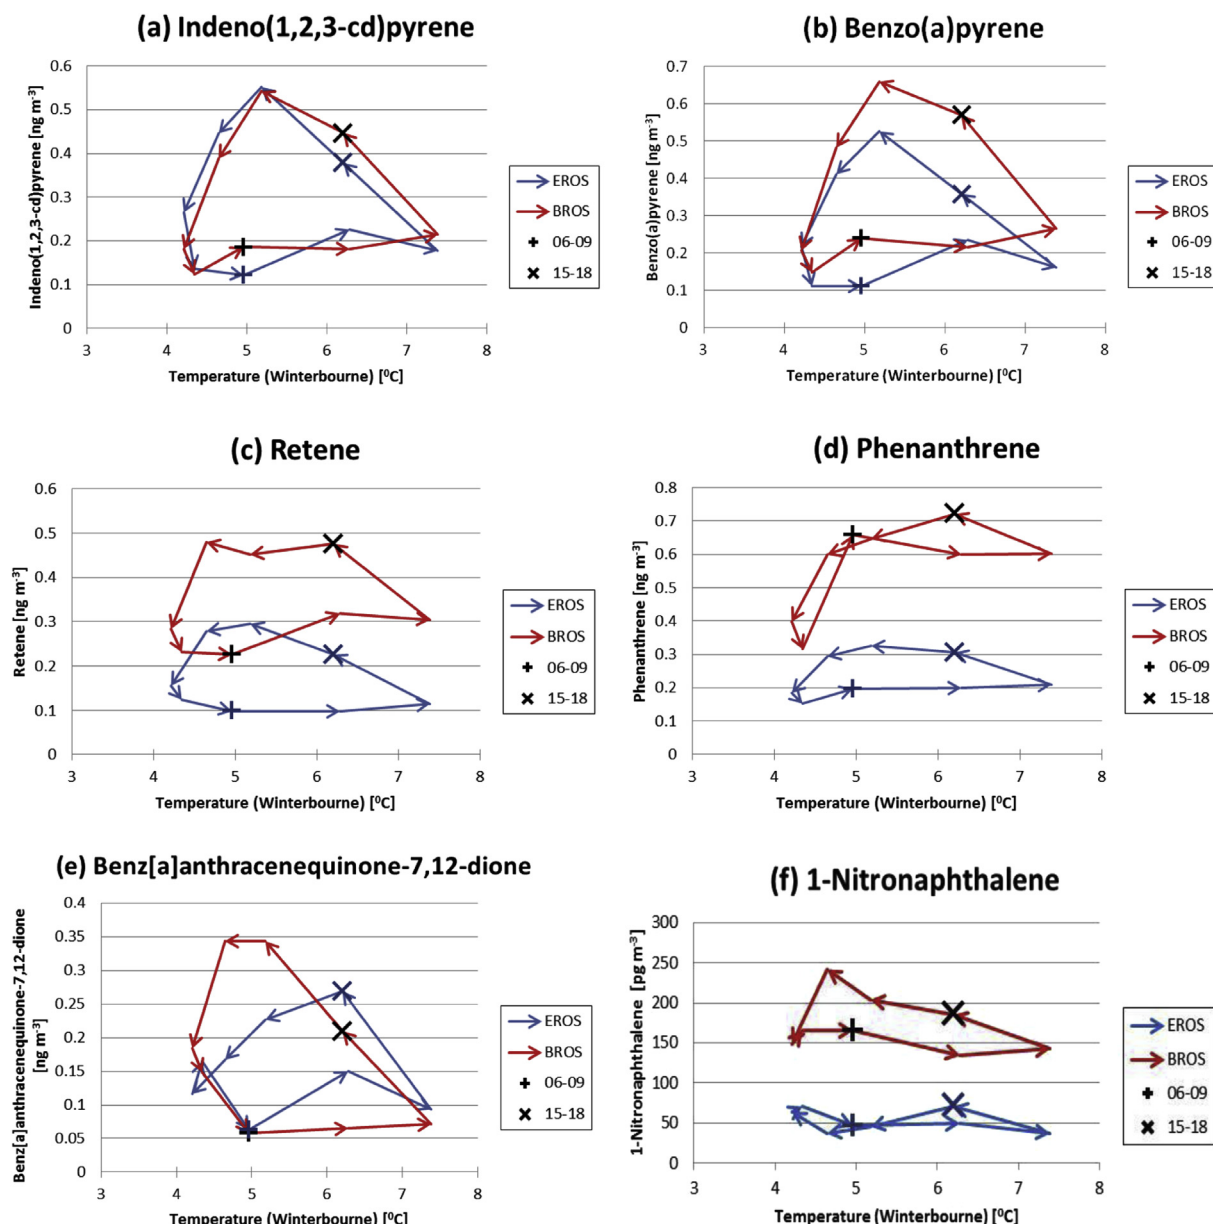 (a) Indeno(1,2,3-cd)pyrene
Indeno(1,2,3-cd)pyrene [ng m⁻³]
0.6
0.5
0.4
0.3
0.2
0.1
0
3 4 5 6 7 8
Temperature (Winterbourne) [⁰C]
EROS
BROS
06-09
15-18
(b) Benzo(a)pyrene
Benzo(a)pyrene [ng m⁻³]
0.7
0.6
0.5
0.4
0.3
0.2
0.1
0
3 4 5 6 7 8
Temperature (Winterbourne) [⁰C]
EROS
BROS
06-09
15-18
(c) Retene
Retene [ng m⁻³]
0.6
0.5
0.4
0.3
0.2
0.1
0
3 4 5 6 7 8
Temperature (Winterbourne) [⁰C]
EROS
BROS
06-09
15-18
(d) Phenanthrene
Phenanthrene [ng m⁻³]
0.8
0.7
0.6
0.5
0.4
0.3
0.2
0.1
0
3 4 5 6 7 8
Temperature (Winterbourne) [⁰C]
EROS
BROS
06-09
15-18
(e) Benz[a]anthracenequinone-7,12-dione
Benz[a]anthracenequinone-7,12-dione
[ng m⁻³]
0.4
0.35
0.3
0.25
0.2
0.15
0.1
0.05
0
3 4 5 6 7 8
Temperature (Winterbourne) [⁰C]
EROS
BROS
06-09
15-18
(f) 1-Nitronaphthalene
1-Nitronaphthalene [pg m⁻³]
300
250
200
150
100
50
0
3 4 5 6 7 8
Temperature (Winterbourne) [⁰C]
EROS
BROS
06-09
15-18